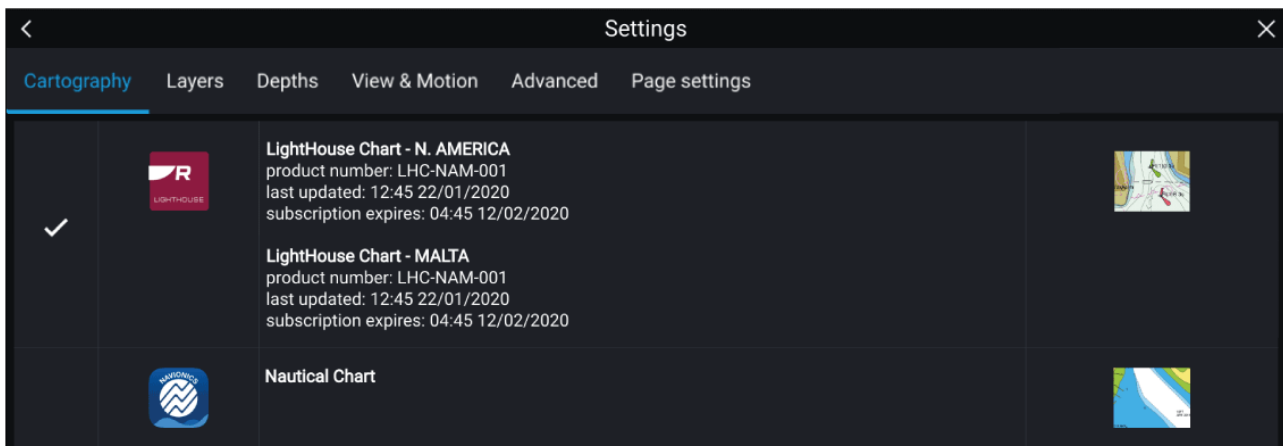 Settings
Cartography Layers Depths View & Motion Advanced Page settings
R
LIGHTHOUSE
LightHouse Chart - N. AMERICA
product number: LHC-NAM-001
last updated: 12:45 22/01/2020
subscription expires: 04:45 12/02/2020
LightHouse Chart - MALTA
product number: LHC-NAM-001
last updated: 12:45 22/01/2020
subscription expires: 04:45 12/02/2020
NAVIONICS
Nautical Chart